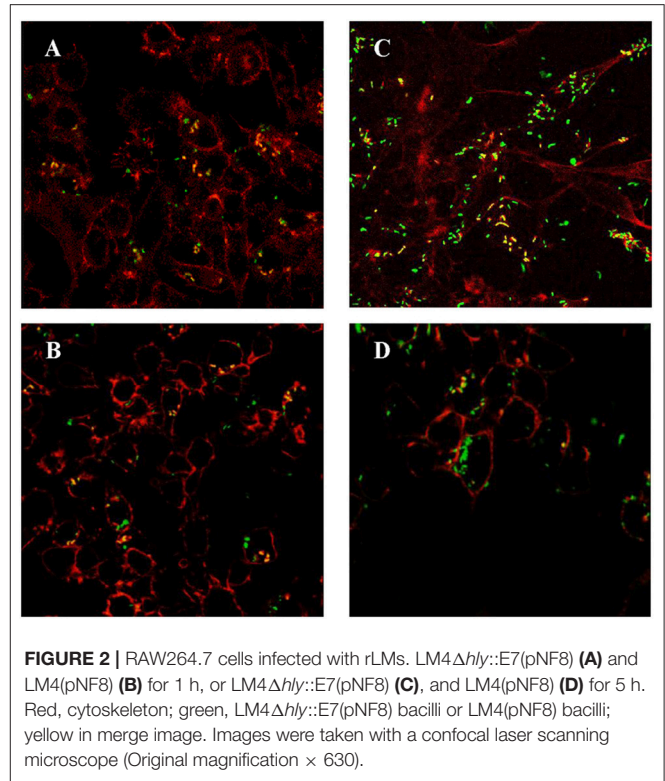 A
C
B
D
FIGURE 2 | RAW264.7 cells infected with rLMs. LM4Δhly::E7(pNF8) (A) and
LM4(pNF8) (B) for 1 h, or LM4Δhly::E7(pNF8) (C), and LM4(pNF8) (D) for 5 h.
Red, cytoskeleton; green, LM4Δhly::E7(pNF8) bacilli or LM4(pNF8) bacilli;
yellow in merge image. Images were taken with a confocal laser scanning
microscope (Original magnification × 630).